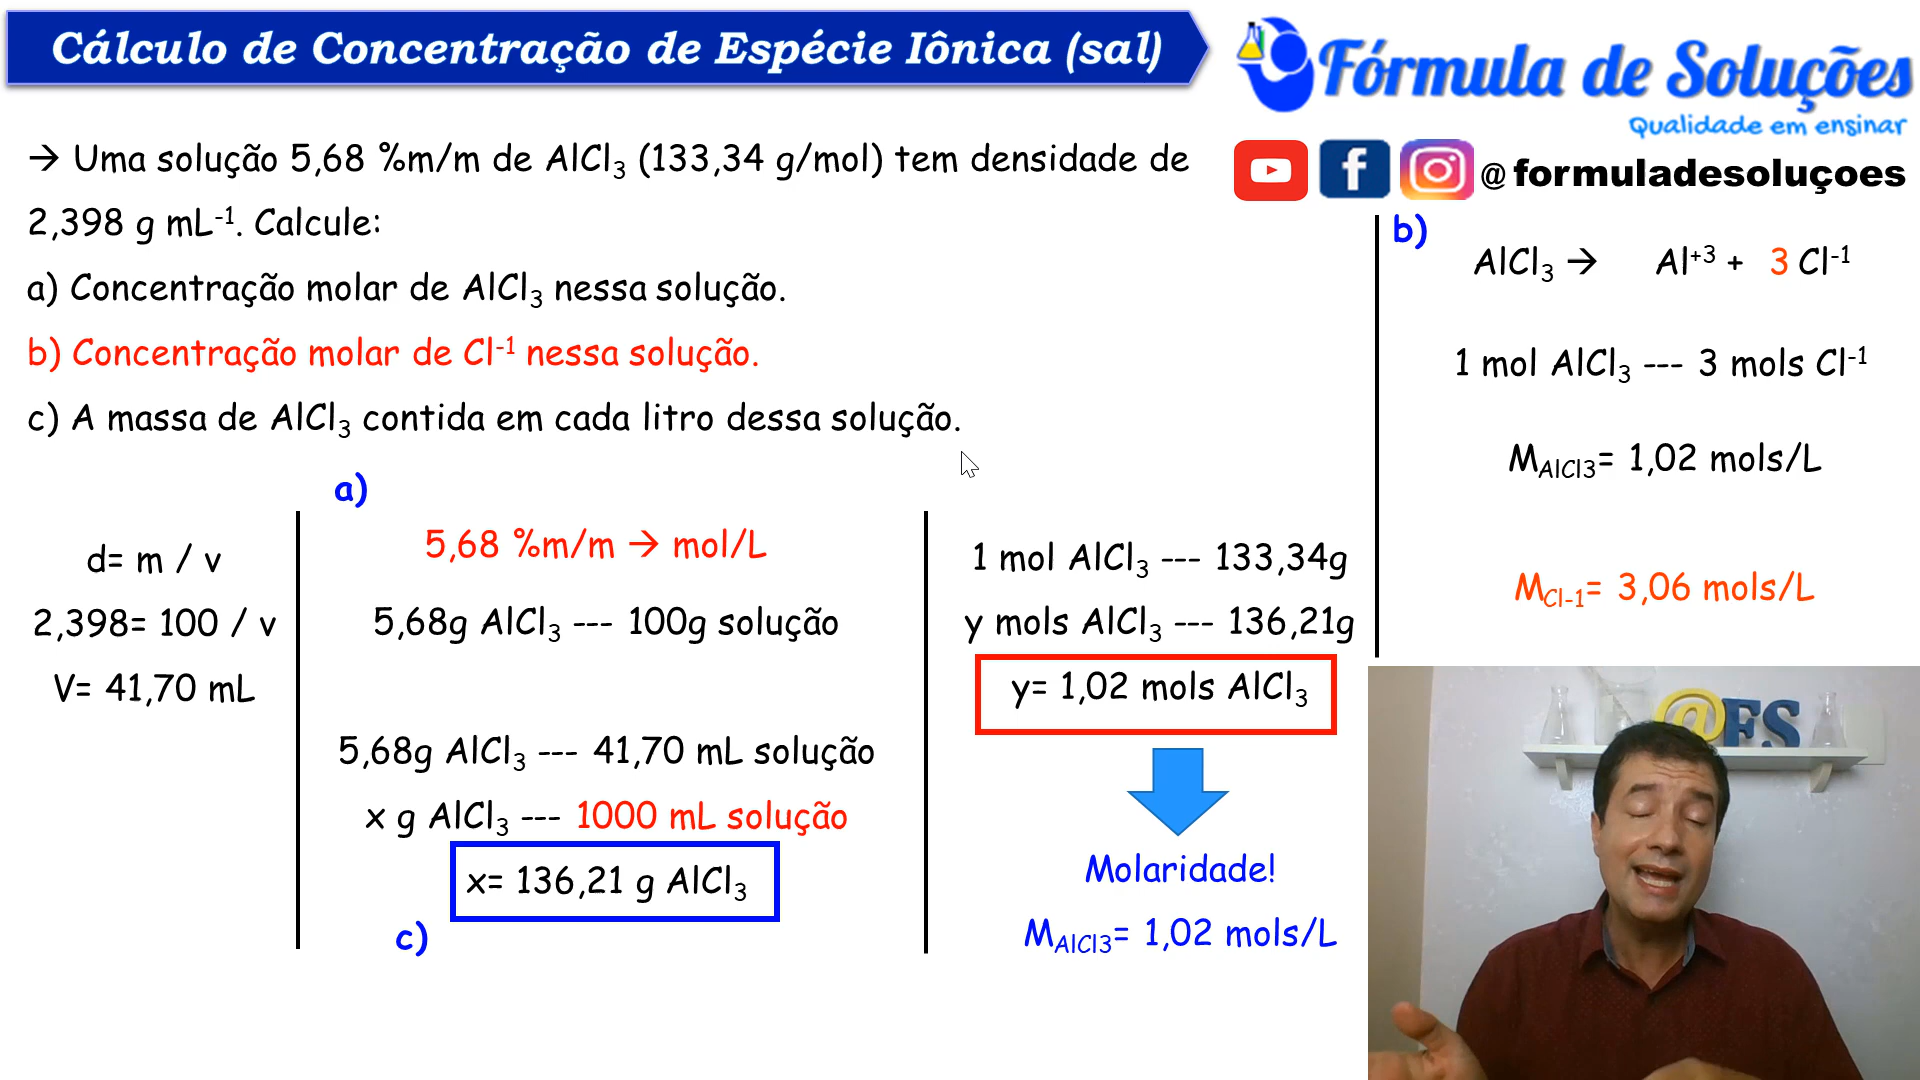 Cálculo de Concentração de Espécie Iônica (sal)
Fórmula de Soluções
Qualidade em ensinar
@formuladesoluçoes
→ Uma solução 5,68 %m/m de AlCl₃ (133,34 g/mol) tem densidade de
2,398 g mL⁻¹. Calcule:
a) Concentração molar de AlCl₃ nessa solução.
b) Concentração molar de Cl⁻¹ nessa solução.
c) A massa de AlCl₃ contida em cada litro dessa solução.
d= m / v
2,398= 100 / v
V= 41,70 mL
a)
5,68 %m/m → mol/L
5,68g AlCl₃ --- 100g solução
5,68g AlCl₃ --- 41,70 mL solução
x g AlCl₃ --- 1000 mL solução
x= 136,21 g AlCl₃
c)
1 mol AlCl₃ --- 133,34g
y mols AlCl₃ --- 136,21g
y= 1,02 mols AlCl₃
Molaridade!
MAlCl3= 1,02 mols/L
b)
AlCl₃ → Al⁺³ + 3 Cl⁻¹
1 mol AlCl₃ --- 3 mols Cl⁻¹
MAlCl3= 1,02 mols/L
MCl-1= 3,06 mols/L
@FS